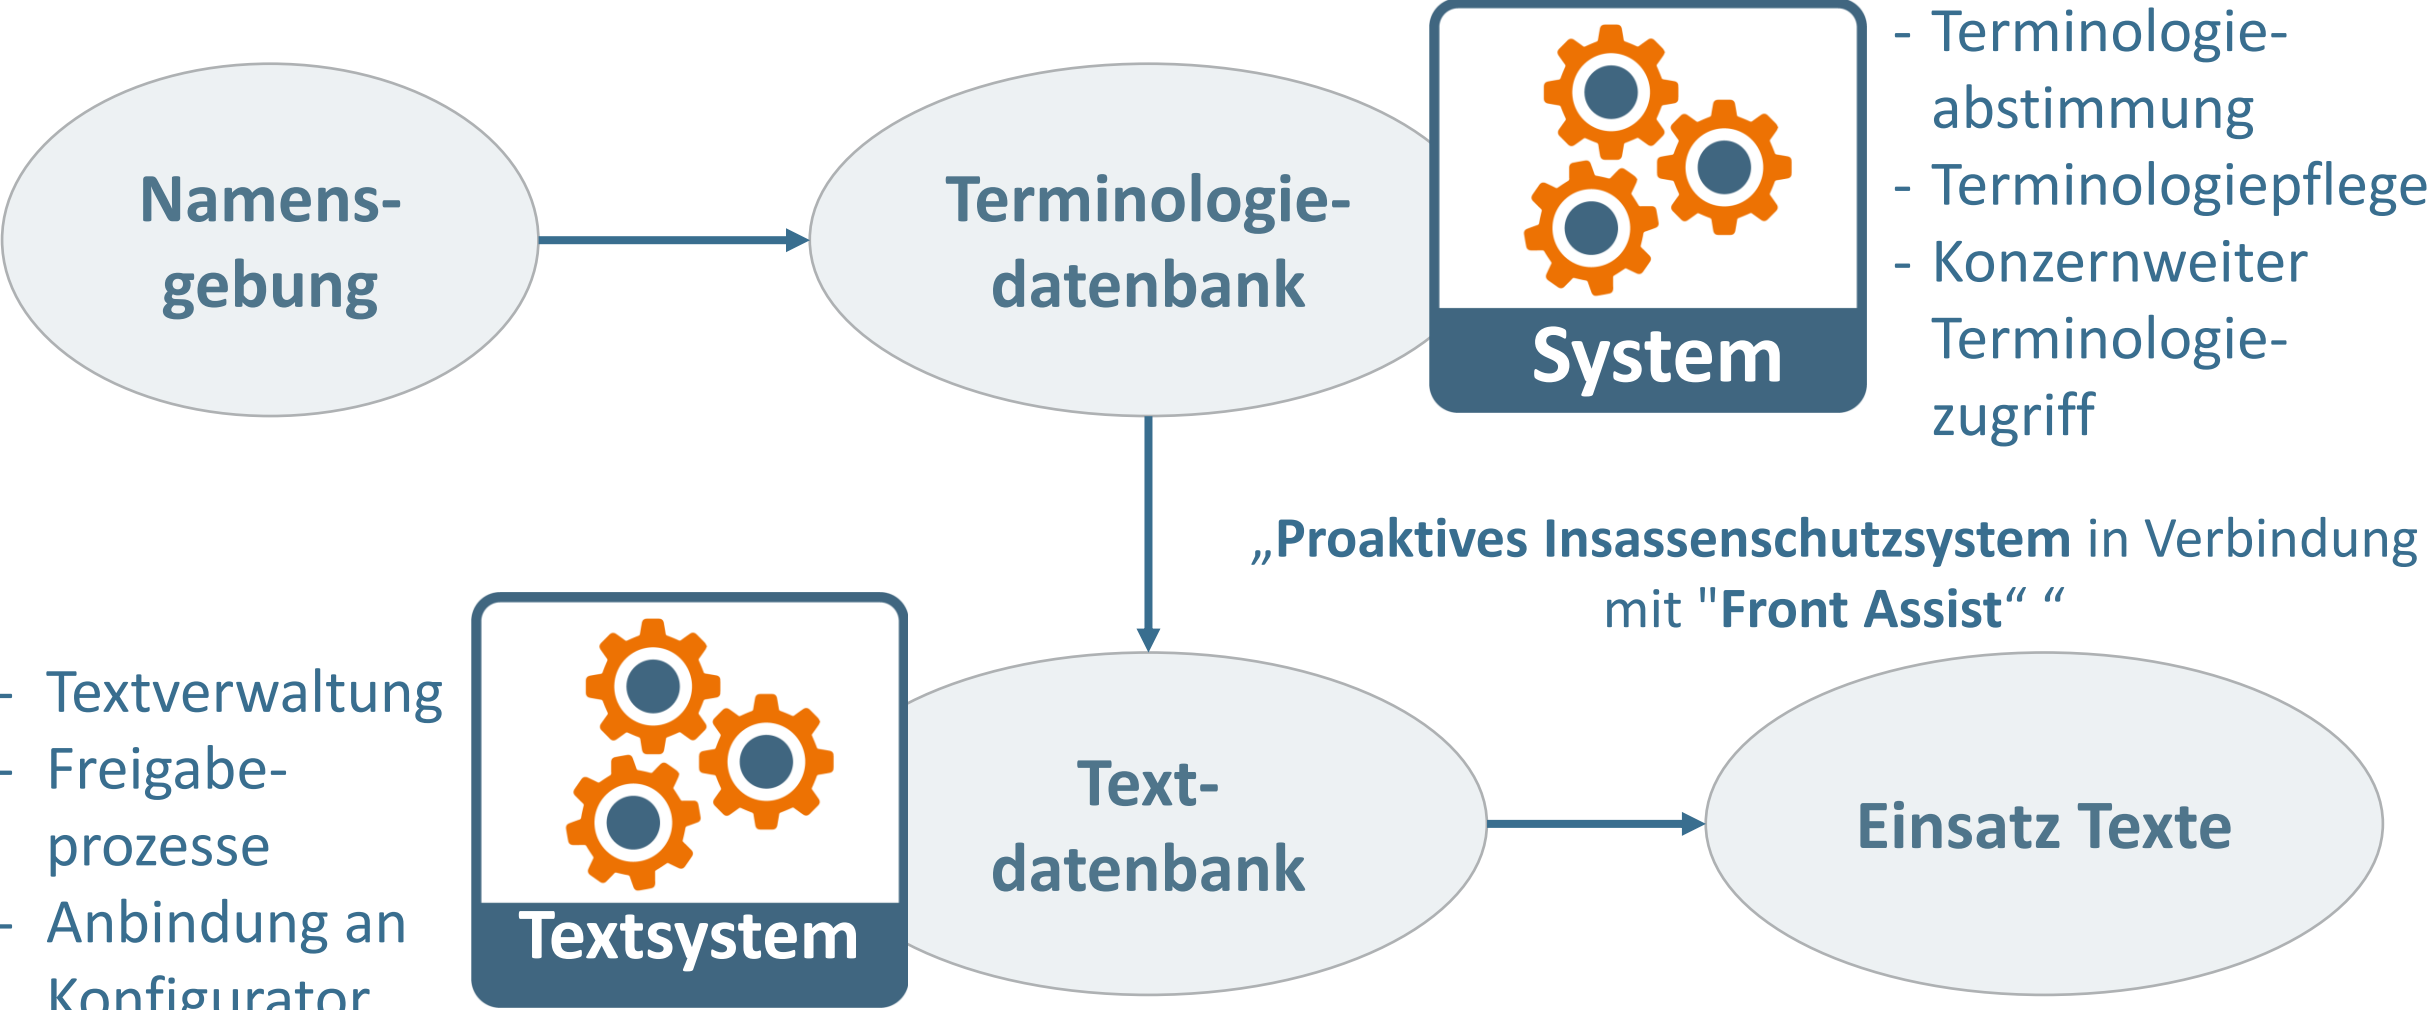 Namens-
gebung
Terminologie-
datenbank
System
- Terminologie-
abstimmung
- Terminologiepflege
- Konzernweiter
Terminologie-
zugriff
„Proaktives Insassenschutzsystem in Verbindung
mit "Front Assist“ “
- Textverwaltung
- Freigabe-
prozesse
- Anbindung an
Konfigurator
Textsystem
Text-
datenbank
Einsatz Texte